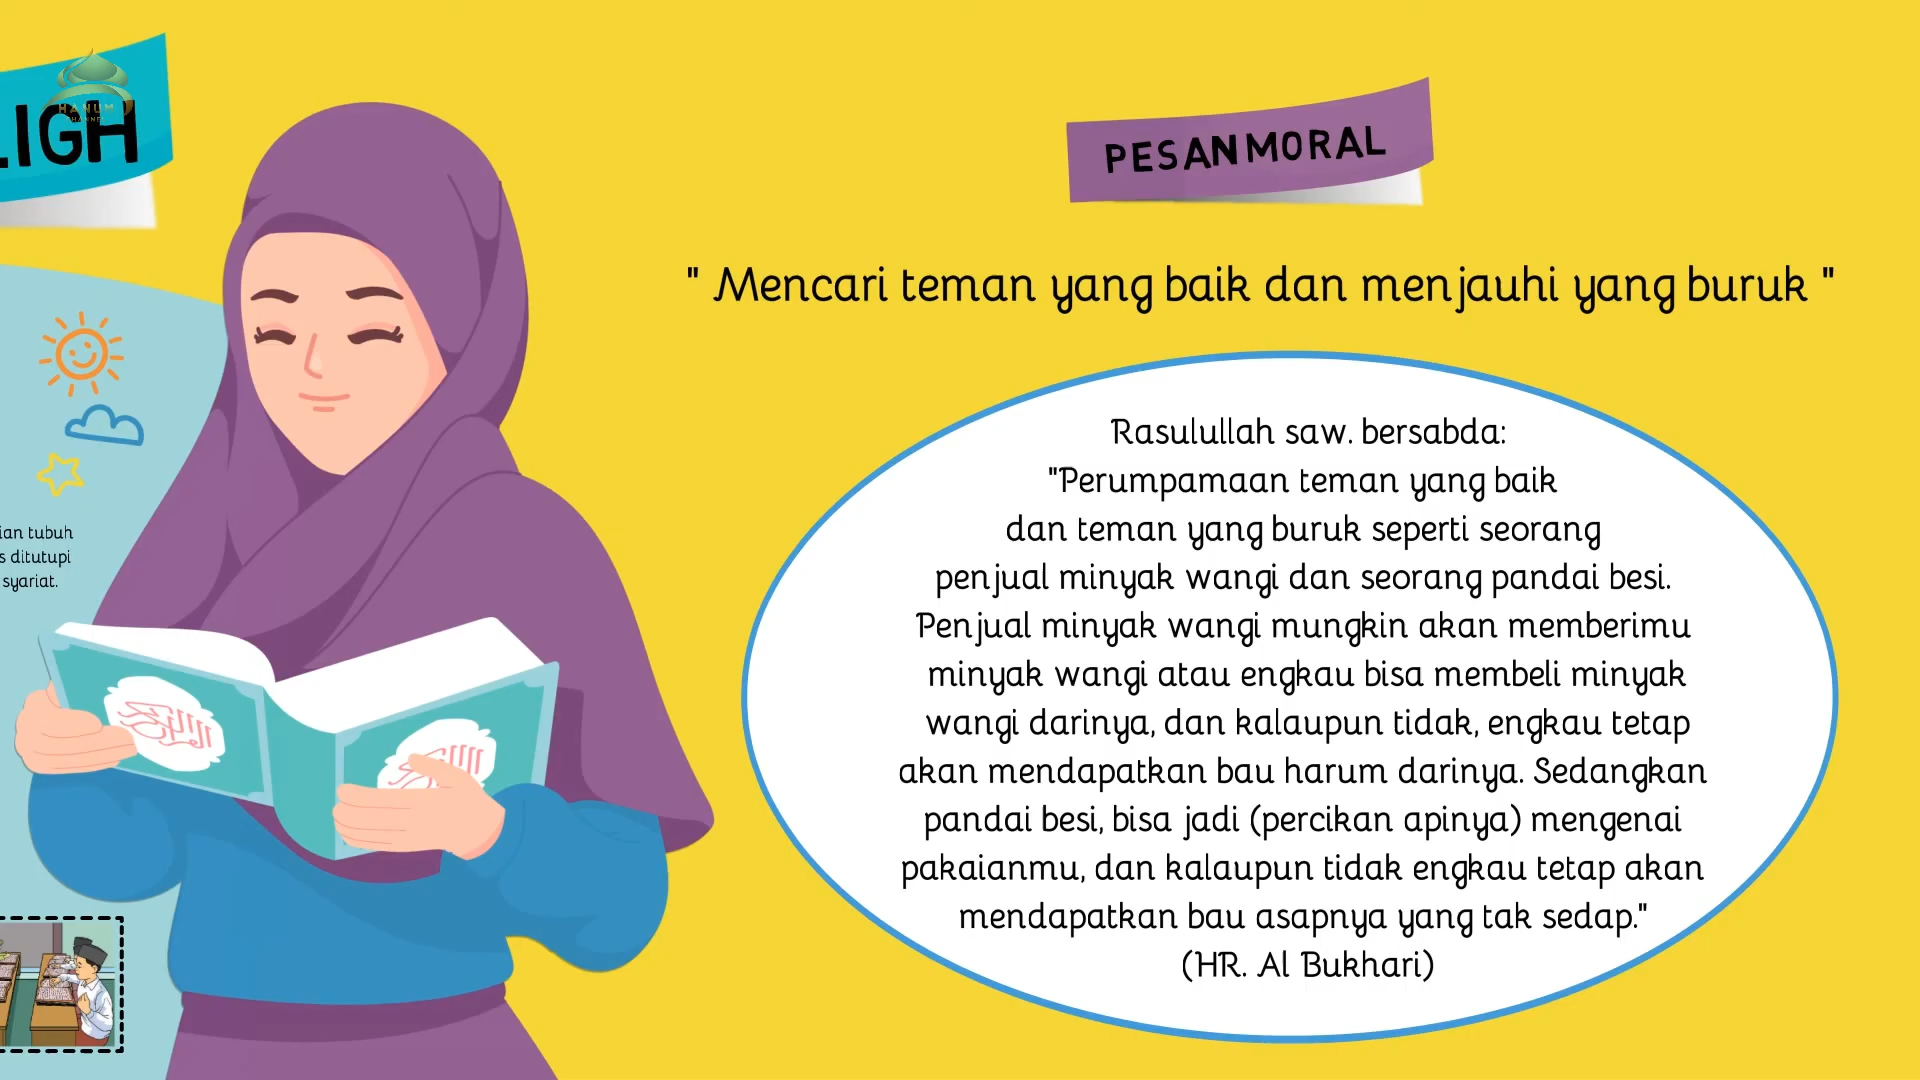 LIGH
HANUM
CHANNEL
ian tubuh
s ditutupi
syariat.
PESAN MORAL
" Mencari teman yang baik dan menjauhi yang buruk "
Rasulullah saw. bersabda:
"Perumpamaan teman yang baik
dan teman yang buruk seperti seorang
penjual minyak wangi dan seorang pandai besi.
Penjual minyak wangi mungkin akan memberimu
minyak wangi atau engkau bisa membeli minyak
wangi darinya, dan kalaupun tidak, engkau tetap
akan mendapatkan bau harum darinya. Sedangkan
pandai besi, bisa jadi (percikan apinya) mengenai
pakaianmu, dan kalaupun tidak engkau tetap akan
mendapatkan bau asapnya yang tak sedap."
(HR. Al Bukhari)